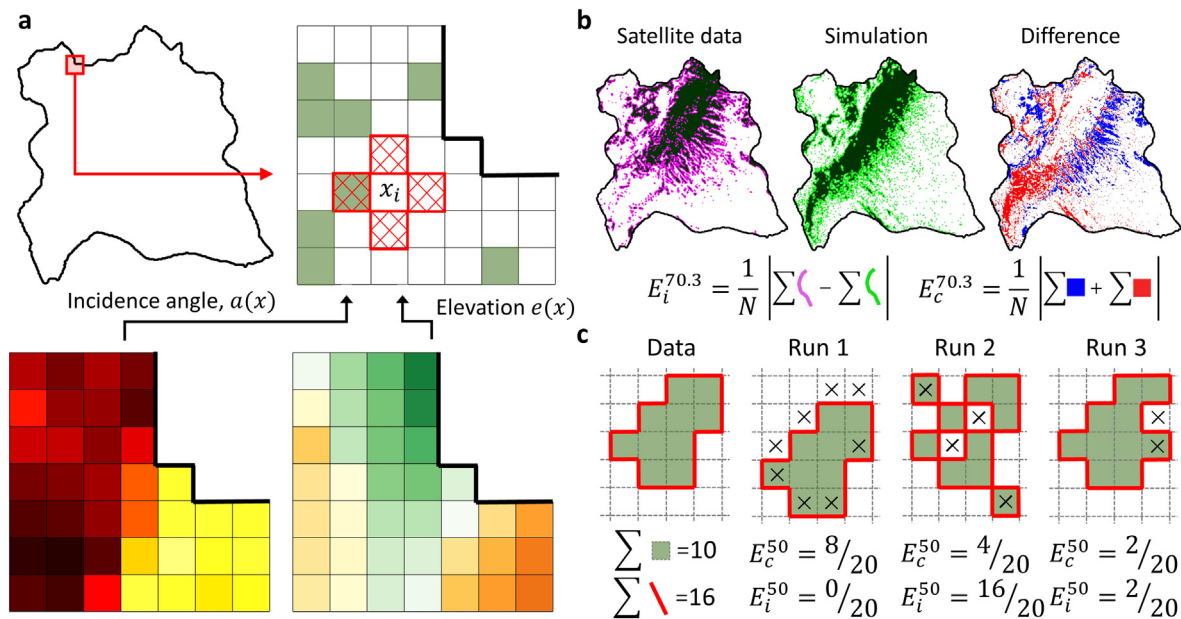 a
x_i
Incidence angle, a(x)
Elevation e(x)
b
Satellite data
Simulation
Difference
E_i^{70.3} = \frac{1}{N} |∑ - ∑ |
E_c^{70.3} = \frac{1}{N} |∑ + ∑ |
c
Data
Run 1
Run 2
Run 3
∑ =10
∑ =16
E_c^{50} = 8/20
E_i^{50} = 0/20
E_c^{50} = 4/20
E_i^{50} = 16/20
E_c^{50} = 2/20
E_i^{50} = 2/20